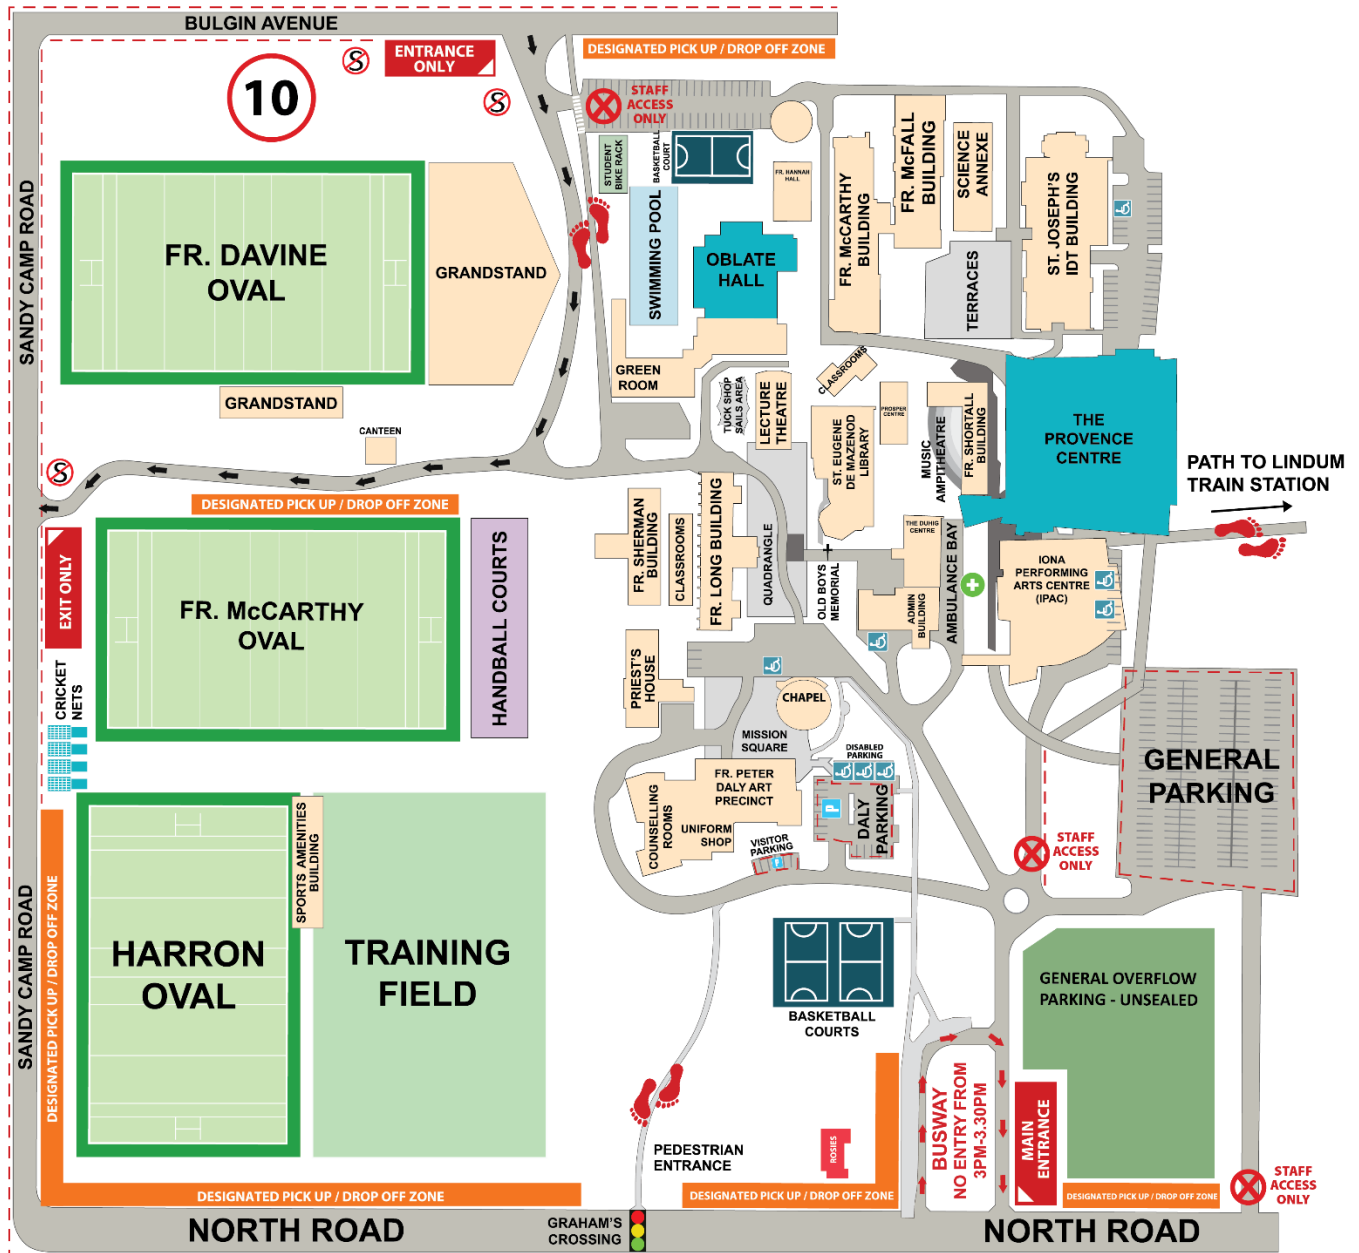 BULGIN AVENUE
ENTRANCE
ONLY
DESIGNATED PICK UP / DROP OFF ZONE
10
S
S
STAFF
ACCESS
ONLY
STUDENT
BIKE RACK
BASKETBALL
COURT
FR. HANNAH
HALL
FR. McCARTHY
BUILDING
FR. McFALL
BUILDING
SCIENCE
ANNEXE
ST. JOSEPH'S
IDT BUILDING
SANDY CAMP ROAD
FR. DAVINE
OVAL
GRANDSTAND
SWIMMING POOL
OBLATE
HALL
TERRACES
GREEN
ROOM
GRANDSTAND
CANTEEN
TUCK SHOP
SAILS AREA
LECTURE
THEATRE
CLASSROOMS
PROSPER
CENTRE
ST. EUGENE
DE MAZENOD
LIBRARY
MUSIC
AMPITHEATRE
FR. SHORTALL
BUILDING
THE
PROVENCE
CENTRE
PATH TO LINDUM
TRAIN STATION
S
DESIGNATED PICK UP / DROP OFF ZONE
EXIT ONLY
FR. McCARTHY
OVAL
HANDBALL COURTS
FR. SHERMAN
BUILDING
CLASSROOMS
FR. LONG BUILDING
QUADRANGLE
OLD BOYS
MEMORIAL
THE DUHIG
CENTRE
ADMIN
BUILDING
AMBULANCE BAY
IONA
PERFORMING
ARTS CENTRE
(IPAC)
CRICKET
NETS
PRIEST'S
HOUSE
CHAPEL
MISSION
SQUARE
DISABLED
PARKING
FR. PETER
DALY ART
PRECINCT
COUNSELLING
ROOMS
UNIFORM
SHOP
P
DALY
PARKING
VISITOR
PARKING
P
GENERAL
PARKING
STAFF
ACCESS
ONLY
SPORTS AMENITIES
BUILDING
SANDY CAMP ROAD
DESIGNATED PICK UP / DROP OFF ZONE
HARRON
OVAL
TRAINING
FIELD
BASKETBALL
COURTS
GENERAL OVERFLOW
PARKING - UNSEALED
BUSWAY
NO ENTRY FROM
3PM-3.30PM
MAIN
ENTRANCE
ROSIES
PEDESTRIAN
ENTRANCE
STAFF
ACCESS
ONLY
DESIGNATED PICK UP / DROP OFF ZONE
DESIGNATED PICK UP / DROP OFF ZONE
DESIGNATED PICK UP / DROP OFF ZONE
NORTH ROAD
GRAHAM'S
CROSSING
NORTH ROAD